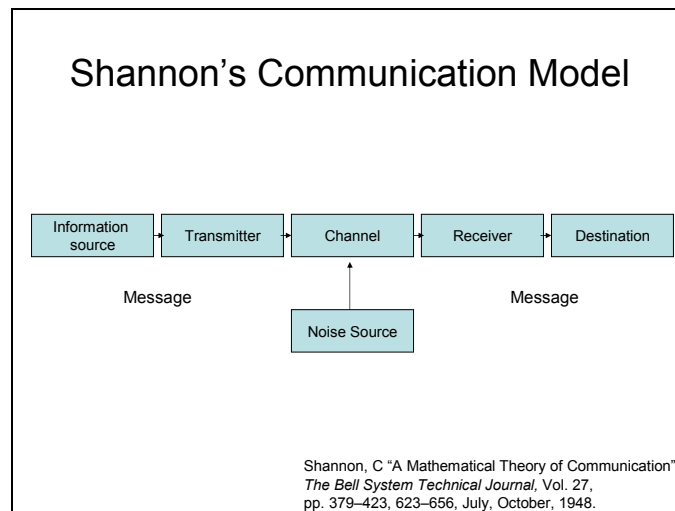 Shannon's Communication Model
Information
source
Transmitter
Channel
Receiver
Destination
Message
Message
Noise Source
Shannon, C “A Mathematical Theory of Communication”
The Bell System Technical Journal, Vol. 27,
pp. 379–423, 623–656, July, October, 1948.